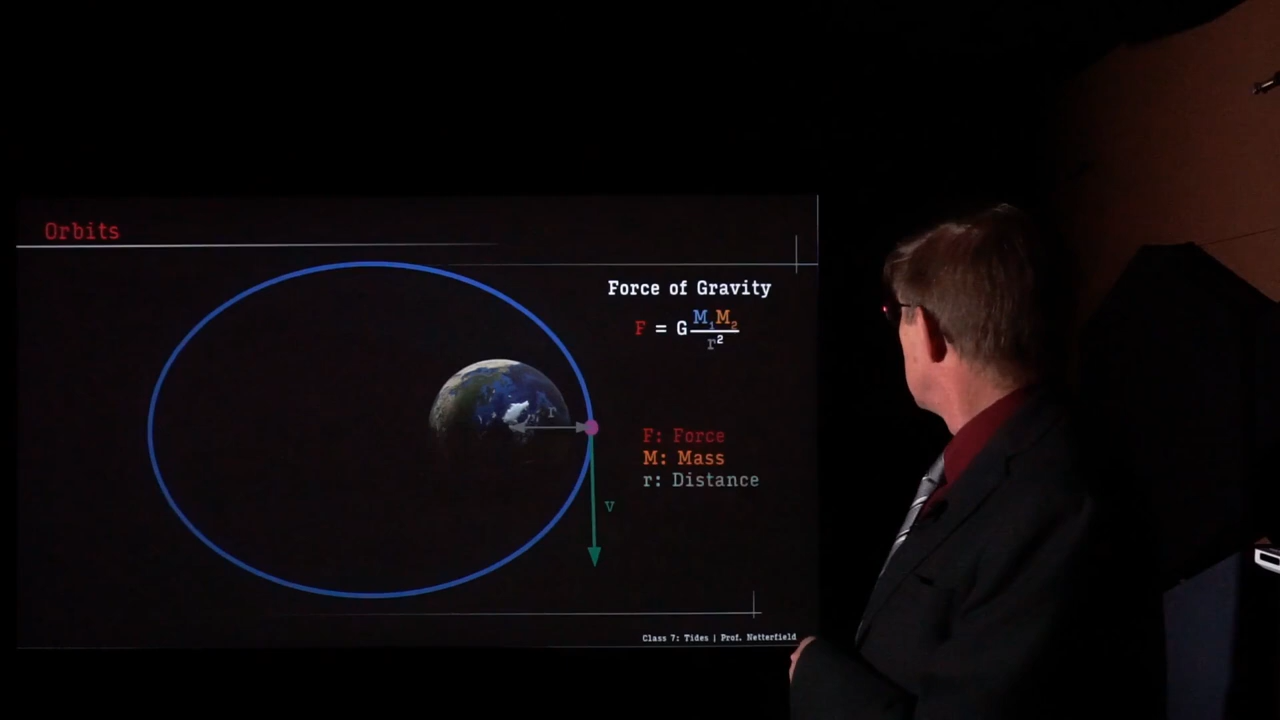 Orbits
Force of Gravity
F = G M₁M₂ / r²
r
F: Force
M: Mass
r: Distance
v
Class 7: Tides | Prof. Netterfield